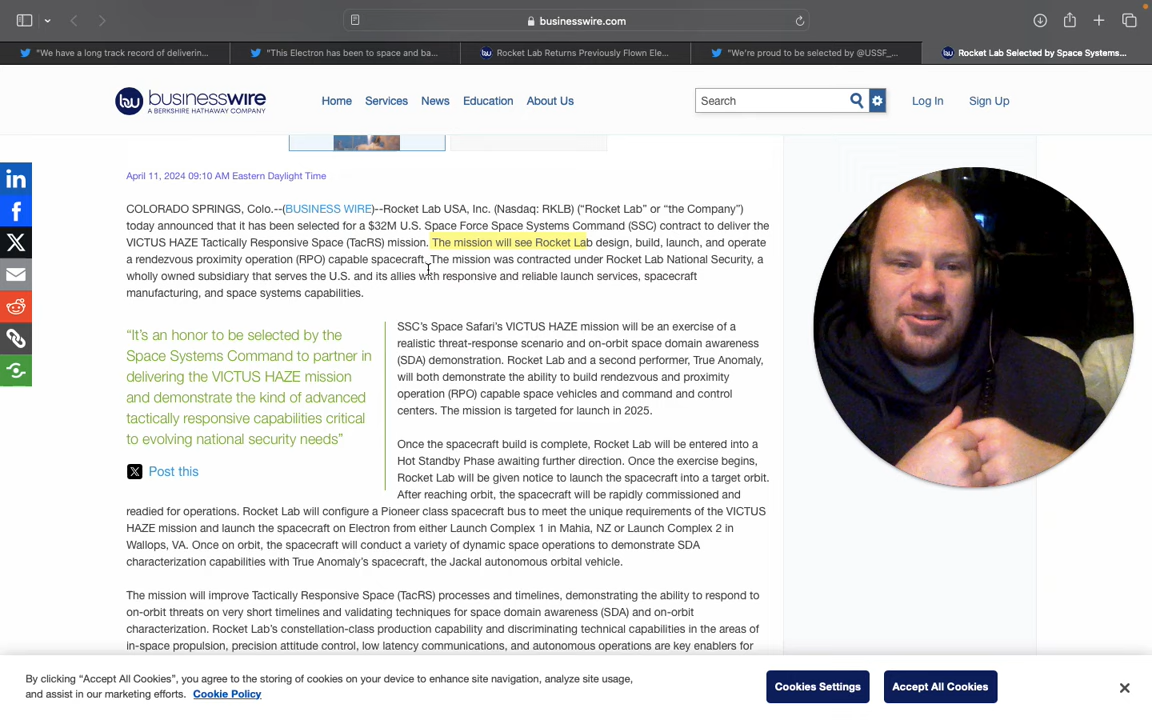 businesswire.com
"We have a long track record of deliverin...
"This Electron has been to space and ba...
Rocket Lab Returns Previously Flown Ele...
"We're proud to be selected by @USSF_...
Rocket Lab Selected by Space Systems...
bu businesswire
A BERKSHIRE HATHAWAY COMPANY
Home Services News Education About Us
Search
Log In Sign Up
April 11, 2024 09:10 AM Eastern Daylight Time
COLORADO SPRINGS, Colo.--(BUSINESS WIRE)--Rocket Lab USA, Inc. (Nasdaq: RKLB) (“Rocket Lab” or “the Company”)
today announced that it has been selected for a $32M U.S. Space Force Space Systems Command (SSC) contract to deliver the
VICTUS HAZE Tactically Responsive Space (TacRS) mission. The mission will see Rocket Lab design, build, launch, and operate
a rendezvous proximity operation (RPO) capable spacecraft. The mission was contracted under Rocket Lab National Security, a
wholly owned subsidiary that serves the U.S. and its allies with responsive and reliable launch services, spacecraft
manufacturing, and space systems capabilities.
“It’s an honor to be selected by the
Space Systems Command to partner in
delivering the VICTUS HAZE mission
and demonstrate the kind of advanced
tactically responsive capabilities critical
to evolving national security needs”
Post this
SSC’s Space Safari’s VICTUS HAZE mission will be an exercise of a
realistic threat-response scenario and on-orbit space domain awareness
(SDA) demonstration. Rocket Lab and a second performer, True Anomaly,
will both demonstrate the ability to build rendezvous and proximity
operation (RPO) capable space vehicles and command and control
centers. The mission is targeted for launch in 2025.
Once the spacecraft build is complete, Rocket Lab will be entered into a
Hot Standby Phase awaiting further direction. Once the exercise begins,
Rocket Lab will be given notice to launch the spacecraft into a target orbit.
After reaching orbit, the spacecraft will be rapidly commissioned and
readied for operations. Rocket Lab will configure a Pioneer class spacecraft bus to meet the unique requirements of the VICTUS
HAZE mission and launch the spacecraft on Electron from either Launch Complex 1 in Mahia, NZ or Launch Complex 2 in
Wallops, VA. Once on orbit, the spacecraft will conduct a variety of dynamic space operations to demonstrate SDA
characterization capabilities with True Anomaly’s spacecraft, the Jackal autonomous orbital vehicle.
The mission will improve Tactically Responsive Space (TacRS) processes and timelines, demonstrating the ability to respond to
on-orbit threats on very short timelines and validating techniques for space domain awareness (SDA) and on-orbit
characterization. Rocket Lab’s constellation-class production capability and discriminating technical capabilities in the areas of
in-space propulsion, precision attitude control, low latency communications, and autonomous operations are key enablers for
By clicking “Accept All Cookies”, you agree to the storing of cookies on your device to enhance site navigation, analyze site usage,
and assist in our marketing efforts. Cookie Policy
Cookies Settings
Accept All Cookies